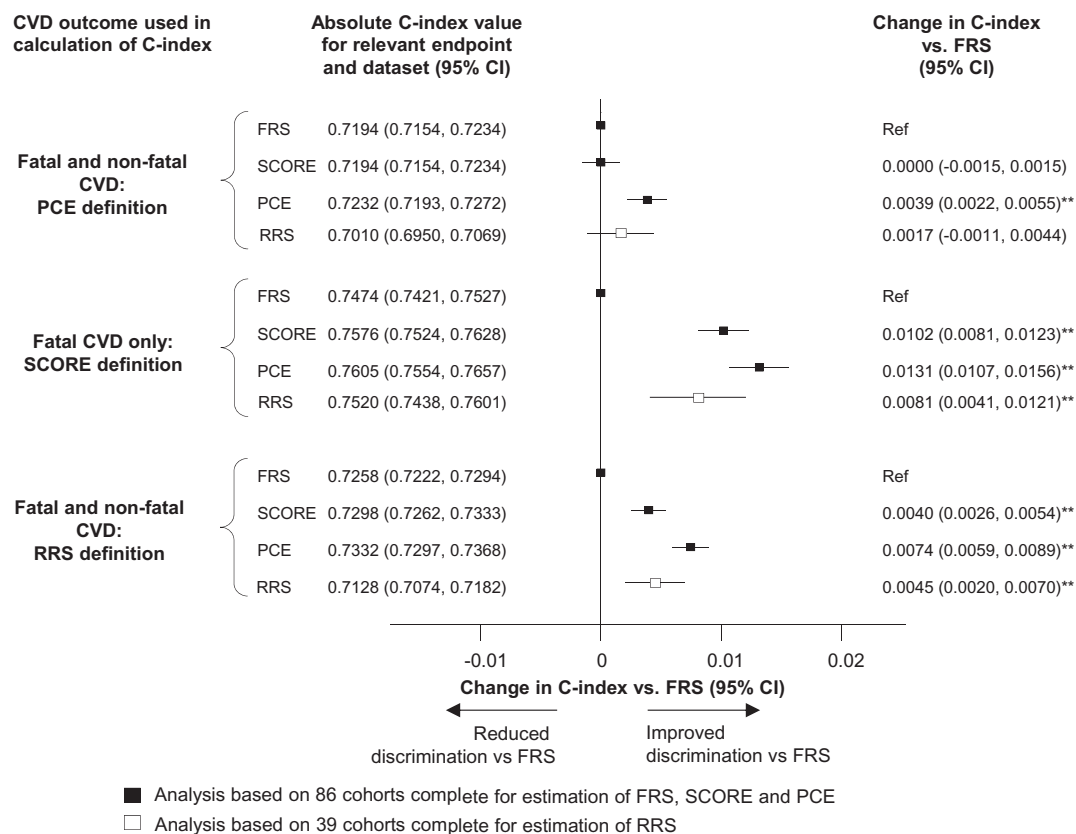 CVD outcome used in calculation of C-index
Absolute C-index value for relevant endpoint and dataset (95% CI)
Change in C-index vs. FRS (95% CI)
Fatal and non-fatal CVD: PCE definition
FRS 0.7194 (0.7154, 0.7234) Ref
SCORE 0.7194 (0.7154, 0.7234) 0.0000 (-0.0015, 0.0015)
PCE 0.7232 (0.7193, 0.7272) 0.0039 (0.0022, 0.0055)**
RRS 0.7010 (0.6950, 0.7069) 0.0017 (-0.0011, 0.0044)
Fatal CVD only: SCORE definition
FRS 0.7474 (0.7421, 0.7527) Ref
SCORE 0.7576 (0.7524, 0.7628) 0.0102 (0.0081, 0.0123)**
PCE 0.7605 (0.7554, 0.7657) 0.0131 (0.0107, 0.0156)**
RRS 0.7520 (0.7438, 0.7601) 0.0081 (0.0041, 0.0121)**
Fatal and non-fatal CVD: RRS definition
FRS 0.7258 (0.7222, 0.7294) Ref
SCORE 0.7298 (0.7262, 0.7333) 0.0040 (0.0026, 0.0054)**
PCE 0.7332 (0.7297, 0.7368) 0.0074 (0.0059, 0.0089)**
RRS 0.7128 (0.7074, 0.7182) 0.0045 (0.0020, 0.0070)**
-0.01 0 0.01 0.02
Change in C-index vs. FRS (95% CI)
Reduced discrimination vs FRS
Improved discrimination vs FRS
Analysis based on 86 cohorts complete for estimation of FRS, SCORE and PCE
Analysis based on 39 cohorts complete for estimation of RRS